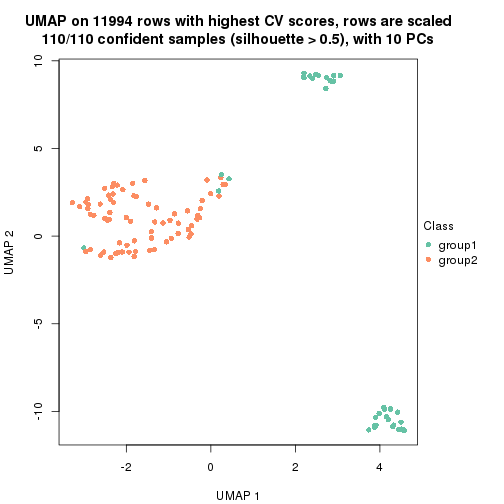 UMAP on 11994 rows with highest CV scores, rows are scaled
110/110 confident samples (silhouette > 0.5), with 10 PCs
10
5
0
-5
-10
UMAP 2
-2
0
2
4
UMAP 1
Class
group1
group2